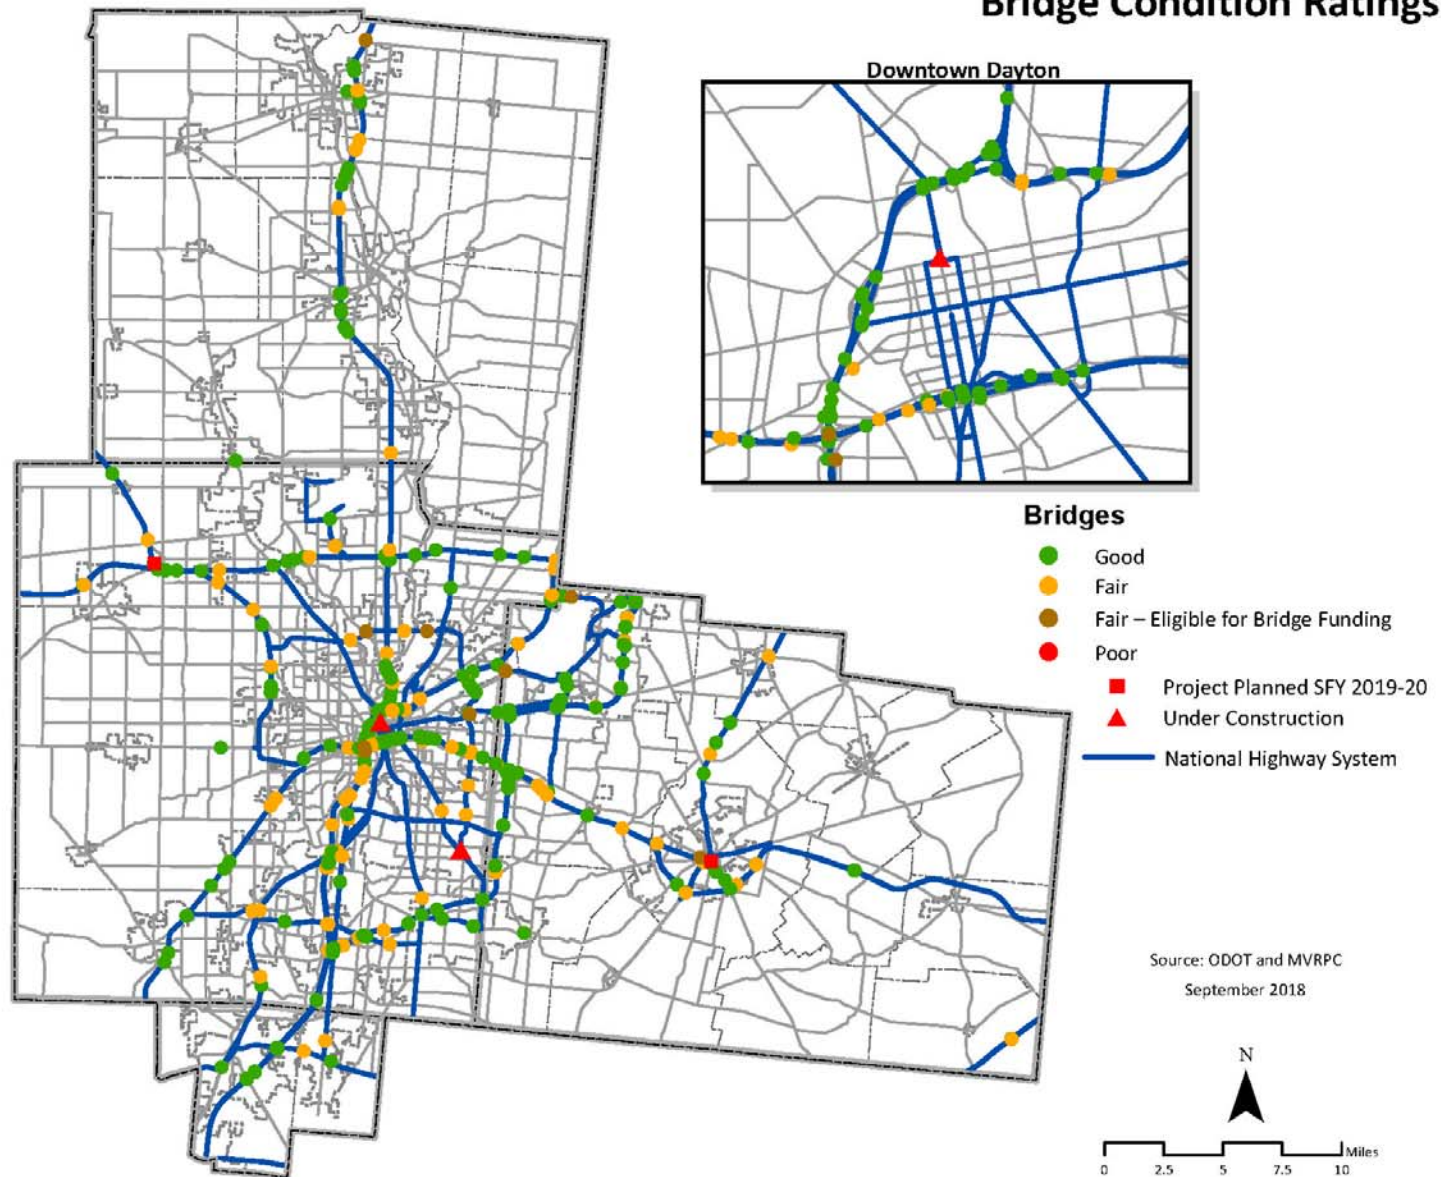 Bridge Condition Ratings
Downtown Dayton
Bridges
Good
Fair
Fair – Eligible for Bridge Funding
Poor
Project Planned SFY 2019-20
Under Construction
National Highway System
Source: ODOT and MVRPC
September 2018
N
Miles
0 2.5 5 7.5 10